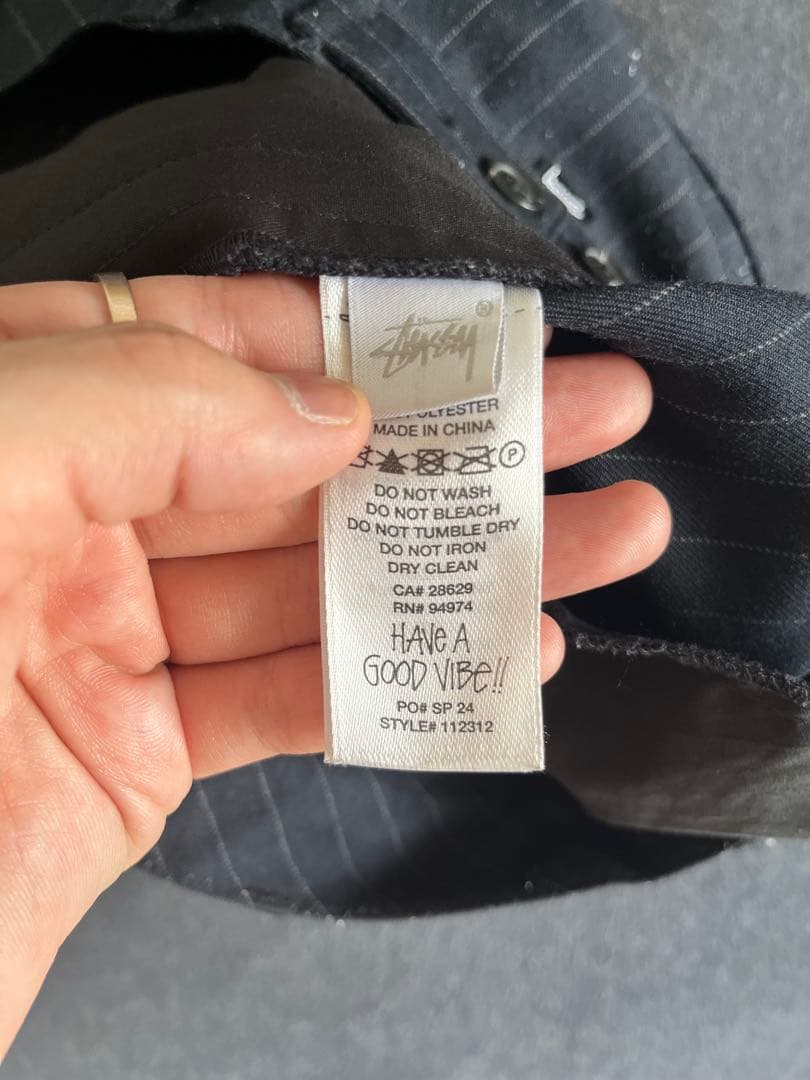 Stüssy ®
POLYESTER
MADE IN CHINA
P
DO NOT WASH
DO NOT BLEACH
DO NOT TUMBLE DRY
DO NOT IRON
DRY CLEAN
CA# 28629
RN# 94974
HAVE A
GOOD VIBE!!
PO# SP 24
STYLE# 112312